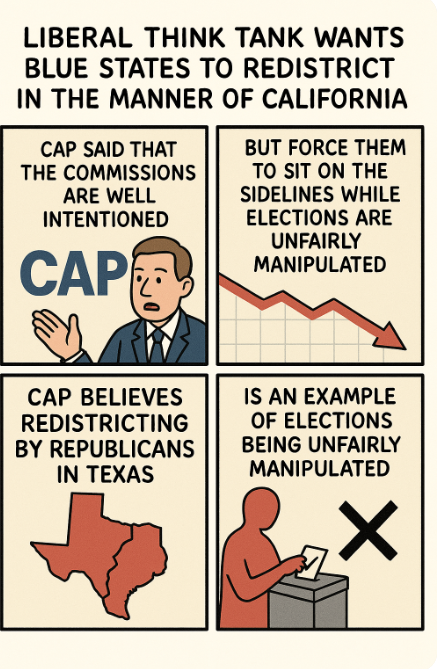 LIBERAL THINK TANK WANTS
BLUE STATES TO REDISTRICT
IN THE MANNER OF CALIFORNIA
CAP SAID THAT
THE COMMISSIONS
ARE WELL
INTENTIONED
CAP
BUT FORCE THEM
TO SIT ON THE
SIDELINES WHILE
ELECTIONS ARE
UNFAIRLY
MANIPULATED
CAP BELIEVES
REDISTRICTING
BY REPUBLICANS
IN TEXAS
IS AN EXAMPLE
OF ELECTIONS
BEING UNFAIRLY
MANIPULATED